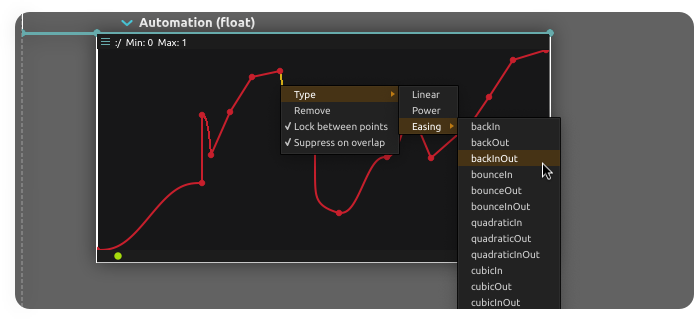 Automation (float)
:/ Min: 0 Max: 1
Type
Remove
✓ Lock between points
✓ Suppress on overlap
Linear
Power
Easing
backIn
backOut
backInOut
bounceIn
bounceOut
bounceInOut
quadraticIn
quadraticOut
quadraticInOut
cubicIn
cubicOut
cubicInOut